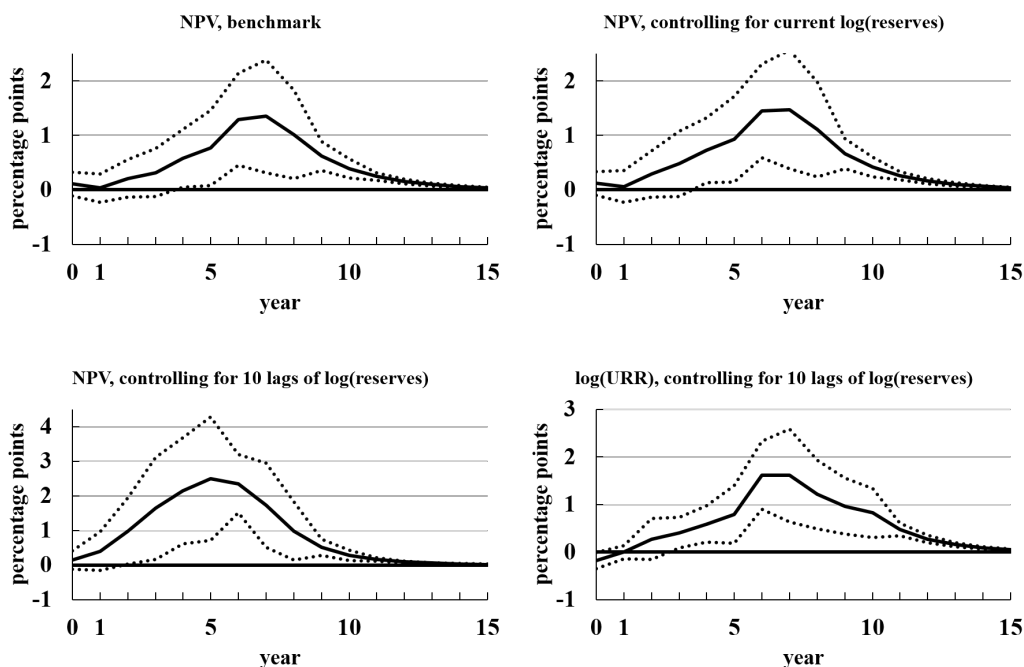 NPV, benchmark
percentage points
2
1
0
-1
0 1 5 10 15
year
NPV, controlling for current log(reserves)
percentage points
2
1
0
-1
0 1 5 10 15
year
NPV, controlling for 10 lags of log(reserves)
percentage points
4
3
2
1
0
-1
0 1 5 10 15
year
log(URR), controlling for 10 lags of log(reserves)
percentage points
3
2
1
0
-1
0 1 5 10 15
year